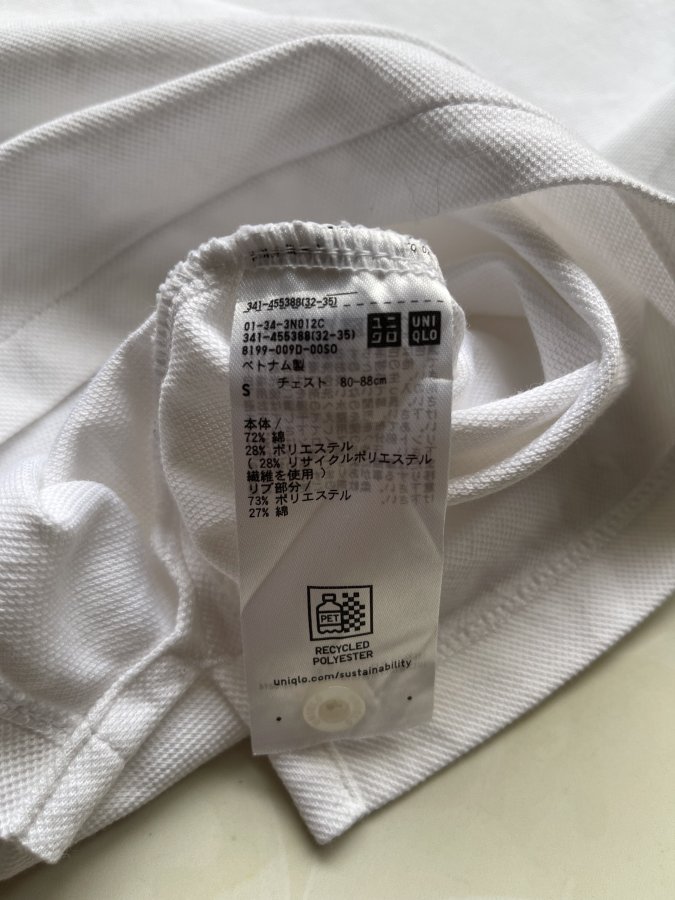 341-455388(32-35)
01-34-3N012C
341-455388(32-35)
8199-009D-00SO
ユニ
クロ
UNI
QLO
ベトナム製
S チェスト 80-88cm
本体/
72% 綿
28% ポリエステル
( 28% リサイクルポリエステル
繊維を使用 )
リブ部分/
73% ポリエステル
27% 綿
PET
RECYCLED
POLYESTER
uniqlo.com/sustainability